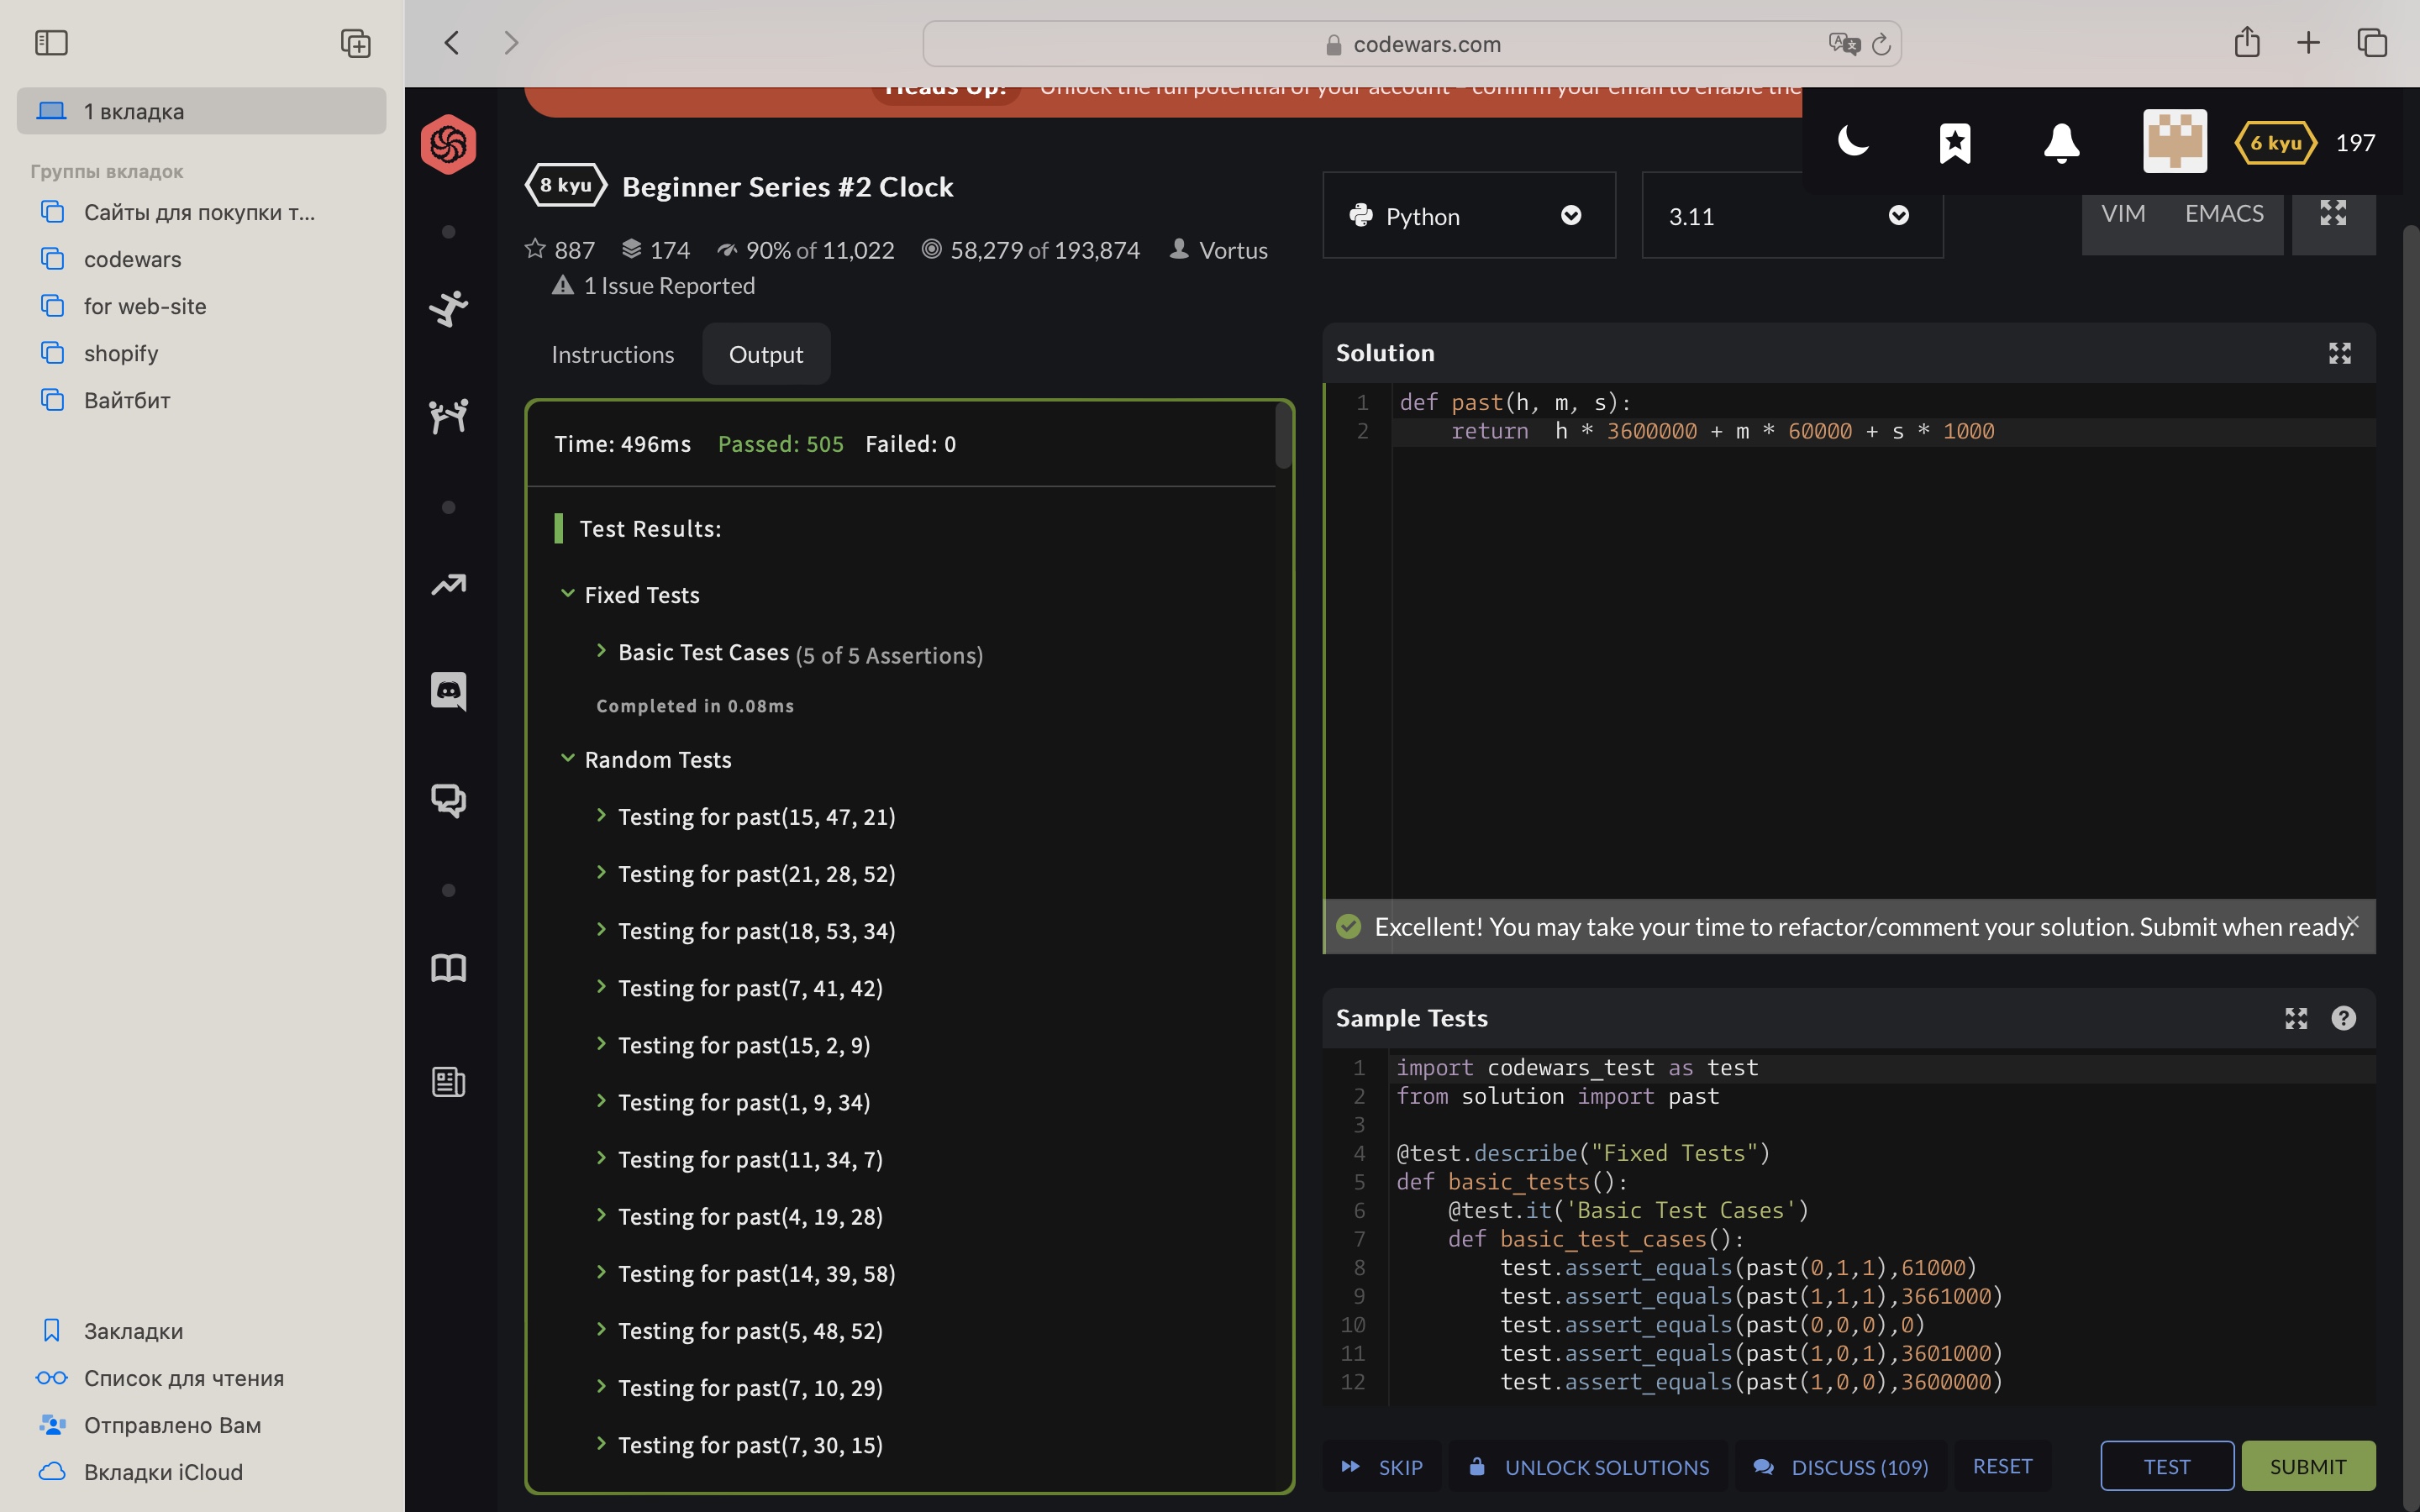 codewars.com
1 вкладка
Группы вкладок
Сайты для покупки т...
codewars
for web-site
shopify
Вайтбит
Закладки
Список для чтения
Отправлено Вам
Вкладки iCloud
Heads Up! Unlock the full potential of your account – confirm your email to enable the
6 kyu 197
8 kyu Beginner Series #2 Clock
887 174 90% of 11,022 58,279 of 193,874 Vortus
1 Issue Reported
Python 3.11 VIM EMACS
Instructions Output
Time: 496ms Passed: 505 Failed: 0
Test Results:
Fixed Tests
Basic Test Cases (5 of 5 Assertions)
Completed in 0.08ms
Random Tests
Testing for past(15, 47, 21)
Testing for past(21, 28, 52)
Testing for past(18, 53, 34)
Testing for past(7, 41, 42)
Testing for past(15, 2, 9)
Testing for past(1, 9, 34)
Testing for past(11, 34, 7)
Testing for past(4, 19, 28)
Testing for past(14, 39, 58)
Testing for past(5, 48, 52)
Testing for past(7, 10, 29)
Testing for past(7, 30, 15)
Solution
1 def past(h, m, s):
2     return  h * 3600000 + m * 60000 + s * 1000
Excellent! You may take your time to refactor/comment your solution. Submit when ready.
Sample Tests
1 import codewars_test as test
2 from solution import past
3
4 @test.describe("Fixed Tests")
5 def basic_tests():
6     @test.it('Basic Test Cases')
7     def basic_test_cases():
8         test.assert_equals(past(0,1,1),61000)
9         test.assert_equals(past(1,1,1),3661000)
10         test.assert_equals(past(0,0,0),0)
11         test.assert_equals(past(1,0,1),3601000)
12         test.assert_equals(past(1,0,0),3600000)
SKIP UNLOCK SOLUTIONS DISCUSS (109) RESET TEST SUBMIT